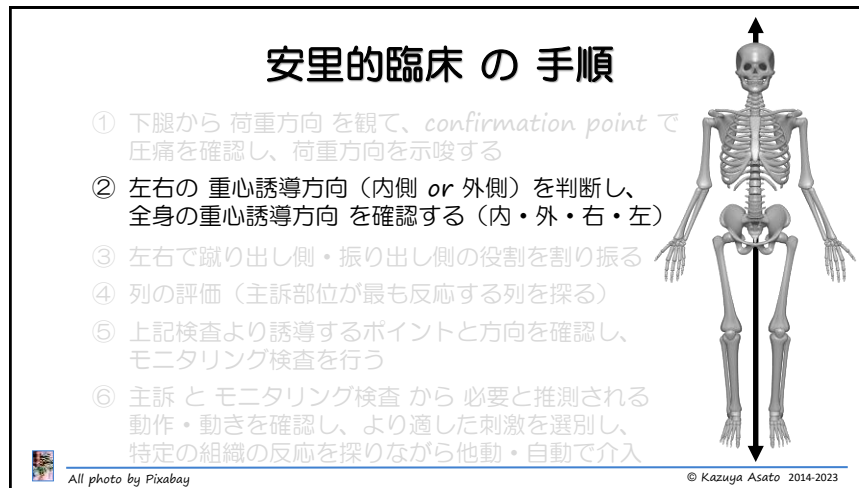 安里的臨床 の 手順
① 下腿から 荷重方向 を観て、confirmation point で
圧痛を確認し、荷重方向を示唆する
② 左右の 重心誘導方向（内側 or 外側）を判断し、
全身の重心誘導方向 を確認する（内・外・右・左）
③ 左右で蹴り出し側・振り出し側の役割を割り振る
④ 列の評価（主訴部位が最も反応する列を探る）
⑤ 上記検査より誘導するポイントと方向を確認し、
モニタリング検査を行う
⑥ 主訴 と モニタリング検査 から 必要と推測される
動作・動きを確認し、より適した刺激を選別し、
特定の組織の反応を探りながら他動・自動で介入
All photo by Pixabay
© Kazuya Asato 2014-2023